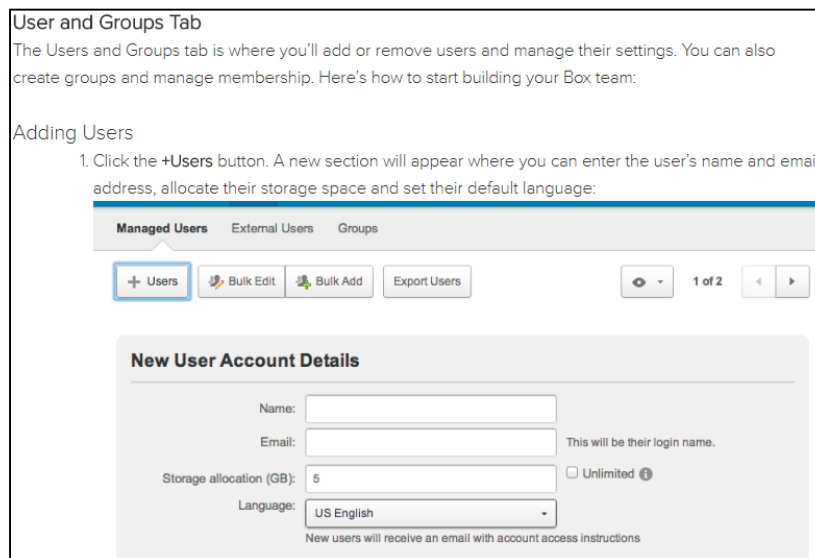 User and Groups Tab
The Users and Groups tab is where you'll add or remove users and manage their settings. You can also
create groups and manage membership. Here's how to start building your Box team:
Adding Users
1. Click the +Users button. A new section will appear where you can enter the user's name and emai
address, allocate their storage space and set their default language:
Managed Users External Users Groups
+ Users Bulk Edit Bulk Add Export Users 1 of 2
New User Account Details
Name:
Email: This will be their login name.
Storage allocation (GB): 5 Unlimited
Language: US English
New users will receive an email with account access instructions